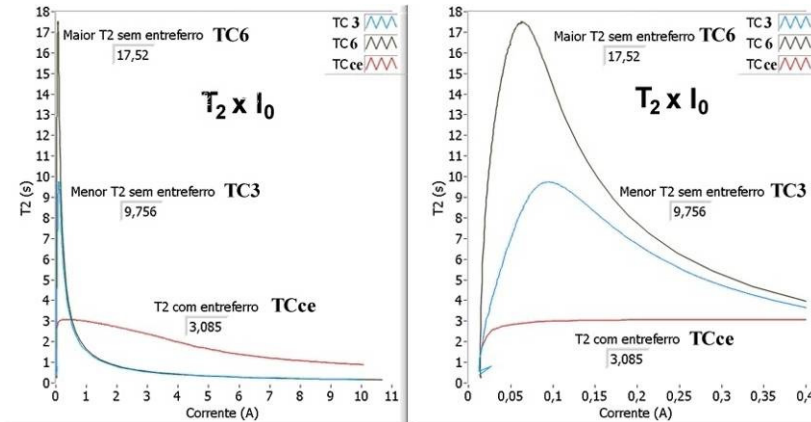 18
17
16
15
14
13
12
11
10
9
8
7
6
5
4
3
2
1
0
T2 (s)
Maior T2 sem entreferro TC6
17,52
TC 3
TC 6
TC ce
T2 x I0
Menor T2 sem entreferro TC3
9,756
T2 com entreferro TCce
3,085
0 1 2 3 4 5 6 7 8 9 10 11
Corrente (A)
18
17
16
15
14
13
12
11
10
9
8
7
6
5
4
3
2
1
0
T2 (s)
Maior T2 sem entreferro TC6
17,52
TC 3
TC 6
TC ce
T2 x I0
Menor T2 sem entreferro TC3
9,756
T2 com entreferro TCce
3,085
0 0,05 0,1 0,15 0,2 0,25 0,3 0,35 0,4
Corrente (A)